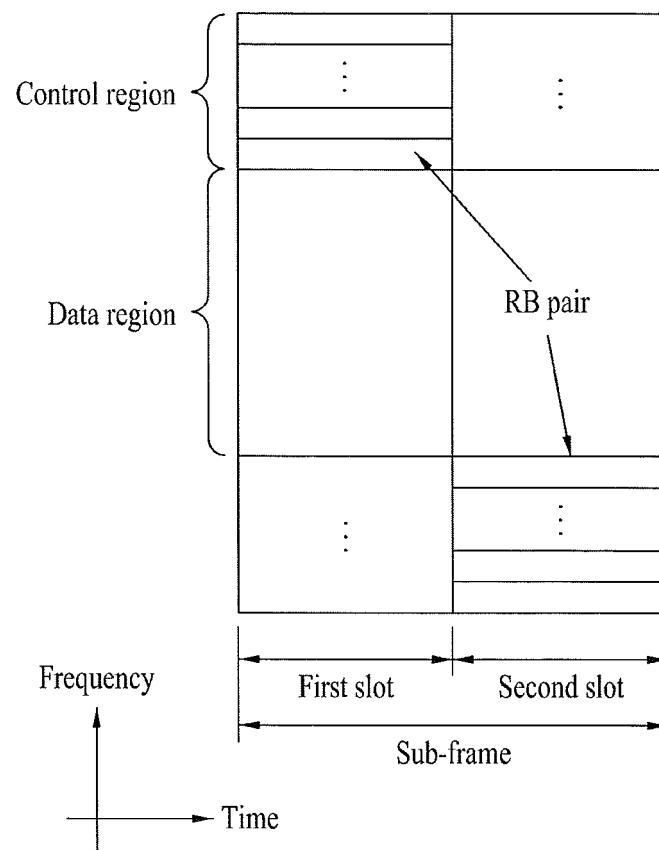 Control region
Data region
RB pair
First slot
Second slot
Sub-frame
Frequency
Time